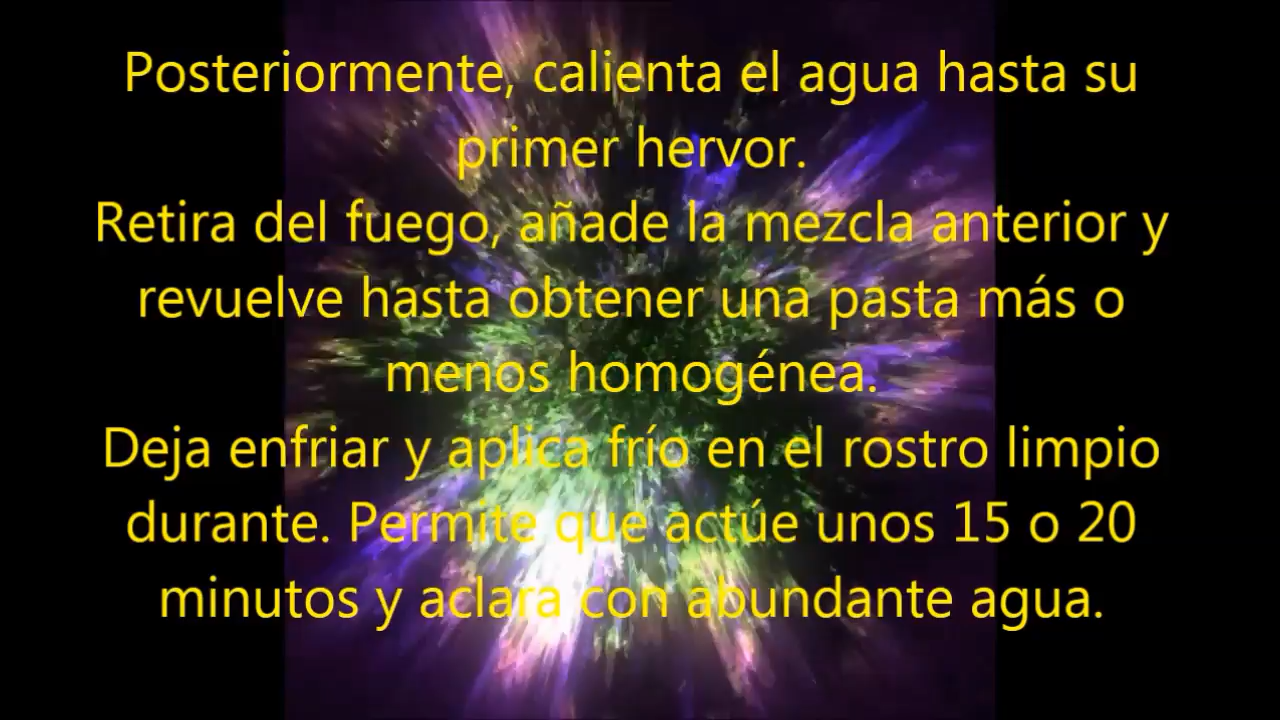 Posteriormente, calienta el agua hasta su
primer hervor.
Retira del fuego, añade la mezcla anterior y
revuelve hasta obtener una pasta más o
menos homogénea.
Deja enfriar y aplica frío en el rostro limpio
durante. Permite que actúe unos 15 o 20
minutos y aclara con abundante agua.